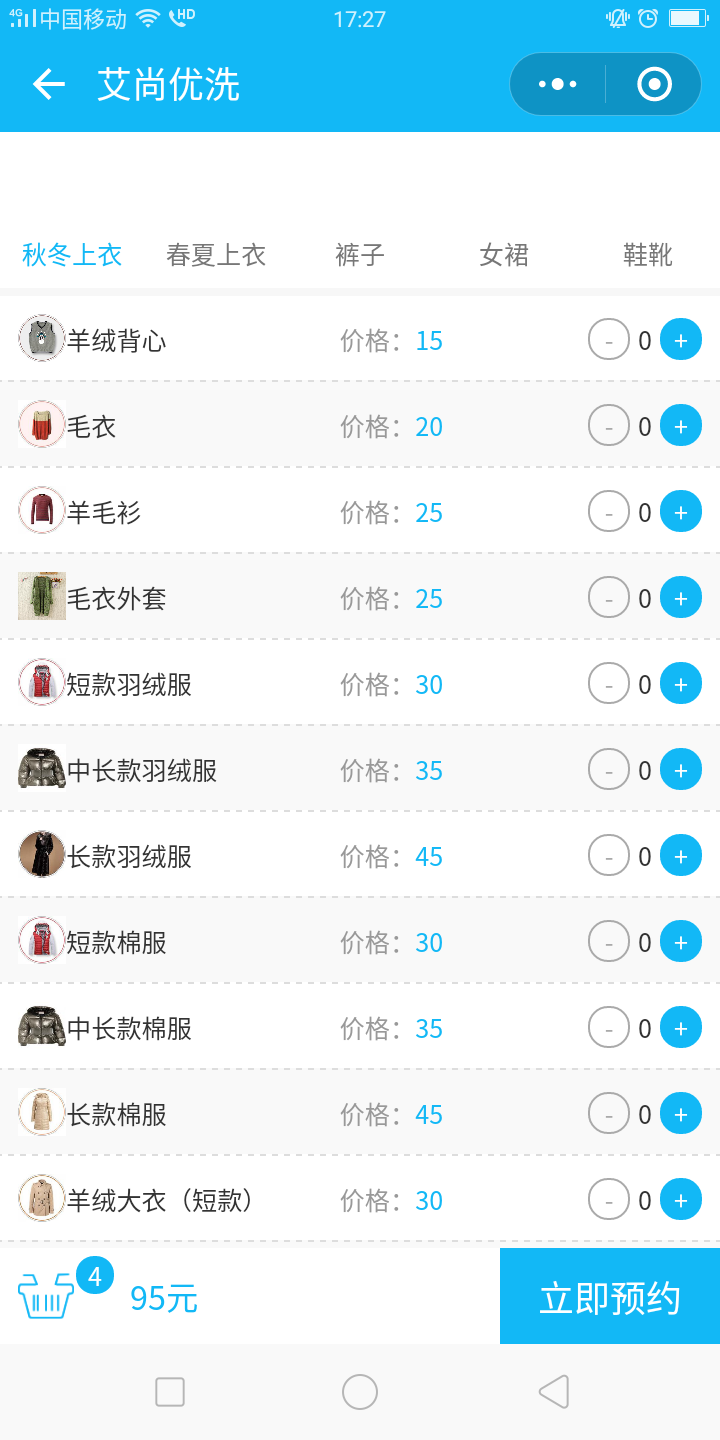 4G 中国移动 HD 17:27
艾尚优洗
秋冬上衣 春夏上衣 裤子 女裙 鞋靴
羊绒背心 价格：15 - 0 +
毛衣 价格：20 - 0 +
羊毛衫 价格：25 - 0 +
毛衣外套 价格：25 - 0 +
短款羽绒服 价格：30 - 0 +
中长款羽绒服 价格：35 - 0 +
长款羽绒服 价格：45 - 0 +
短款棉服 价格：30 - 0 +
中长款棉服 价格：35 - 0 +
长款棉服 价格：45 - 0 +
羊绒大衣（短款） 价格：30 - 0 +
4 95元 立即预约